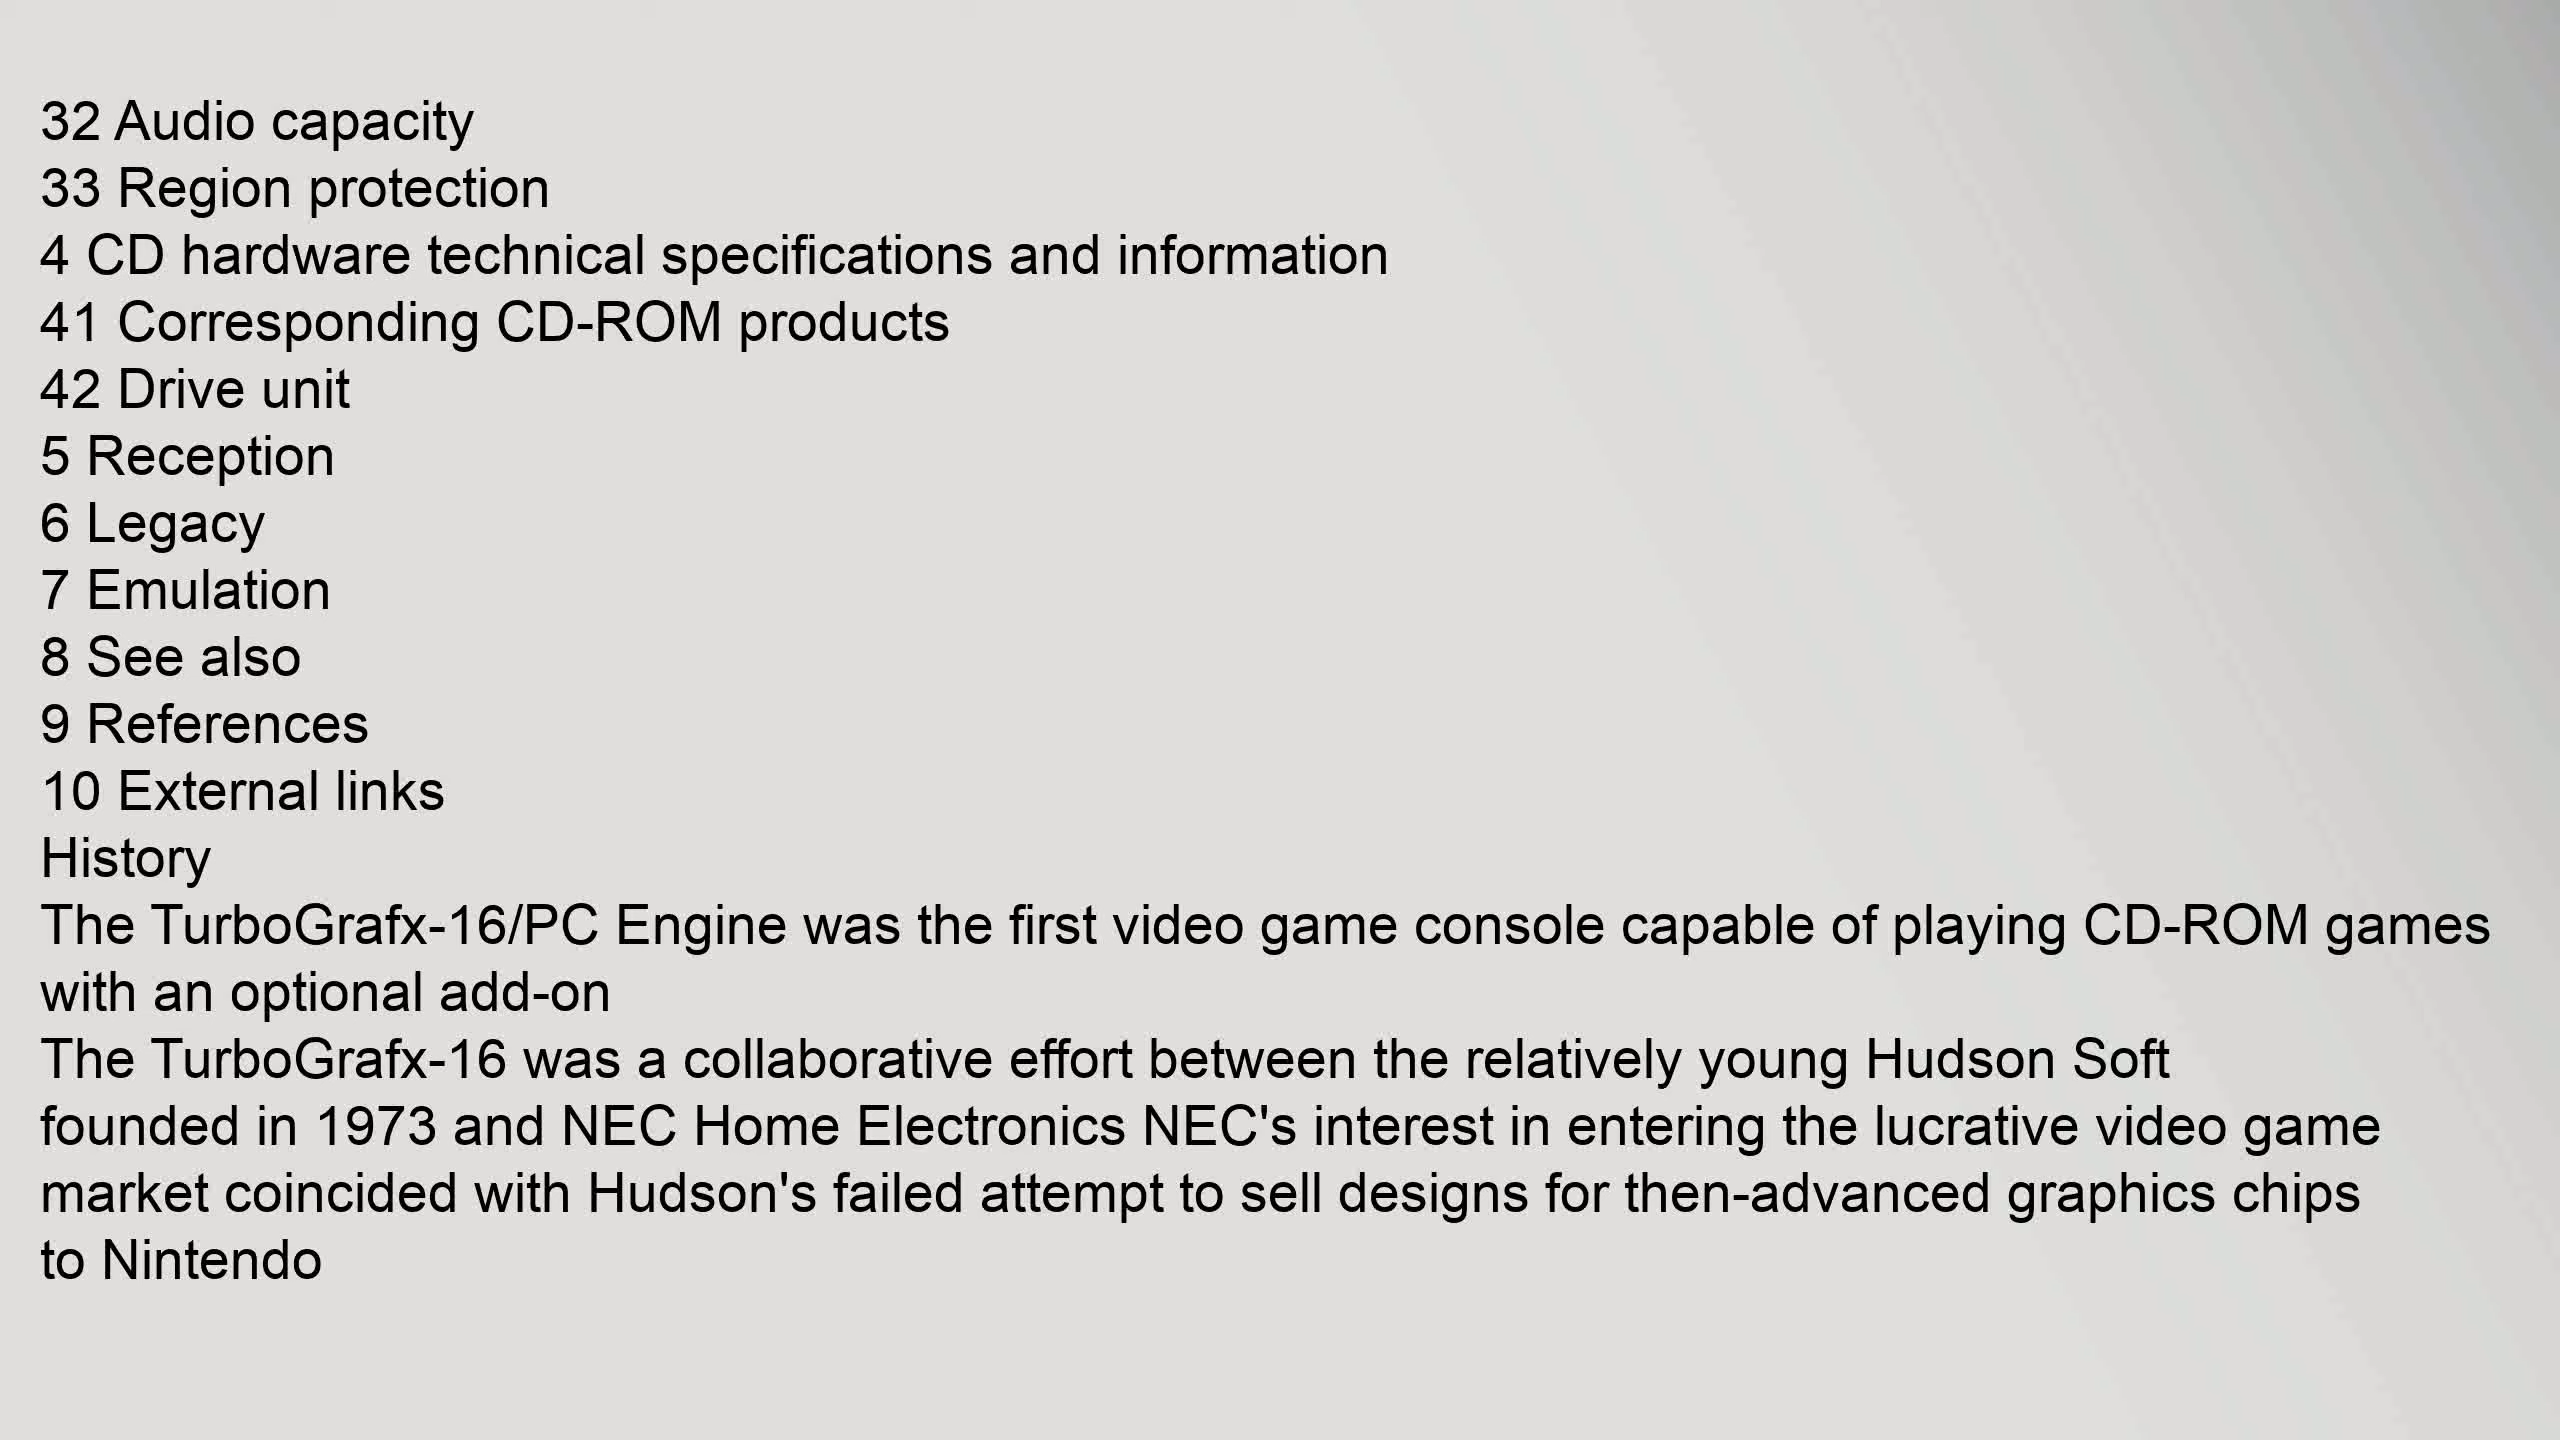 32 Audio capacity
33 Region protection
4 CD hardware technical specifications and information
41 Corresponding CD-ROM products
42 Drive unit
5 Reception
6 Legacy
7 Emulation
8 See also
9 References
10 External links
History
The TurboGrafx-16/PC Engine was the first video game console capable of playing CD-ROM games
with an optional add-on
The TurboGrafx-16 was a collaborative effort between the relatively young Hudson Soft
founded in 1973 and NEC Home Electronics NEC's interest in entering the lucrative video game
market coincided with Hudson's failed attempt to sell designs for then-advanced graphics chips
to Nintendo